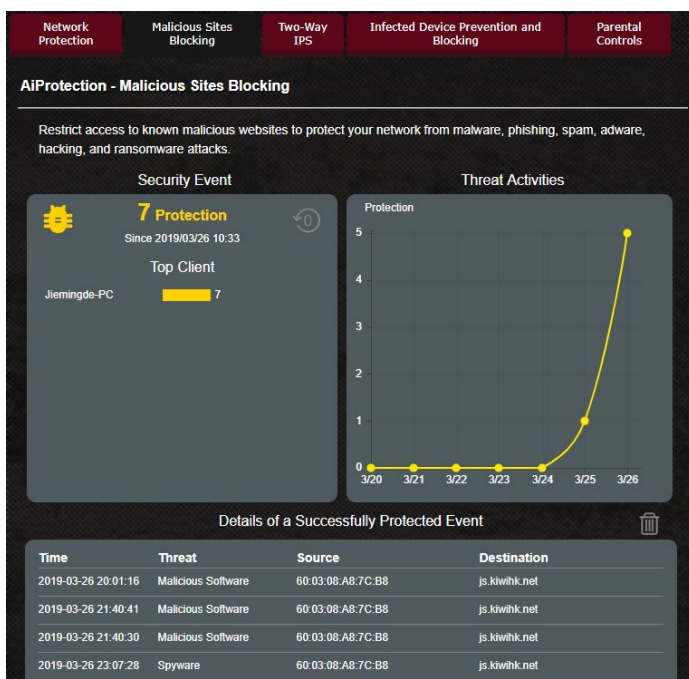 Network Protection
Malicious Sites Blocking
Two-Way IPS
Infected Device Prevention and Blocking
Parental Controls
AiProtection - Malicious Sites Blocking
Restrict access to known malicious websites to protect your network from malware, phishing, spam, adware,
hacking, and ransomware attacks.
Security Event
7 Protection
Since 2019/03/26 10:33
0
Top Client
Jiemingde-PC 7
Threat Activities
Protection
5
4
3
2
1
0
3/20 3/21 3/22 3/23 3/24 3/25 3/26
Details of a Successfully Protected Event
Time Threat Source Destination
2019-03-26 20:01:16 Malicious Software 60:03:08:A8:7C:B8 js.kiwihk.net
2019-03-26 21:40:41 Malicious Software 60:03:08:A8:7C:B8 js.kiwihk.net
2019-03-26 21:40:30 Malicious Software 60:03:08:A8:7C:B8 js.kiwihk.net
2019-03-26 23:07:28 Spyware 60:03:08:A8:7C:B8 js.kiwihk.net